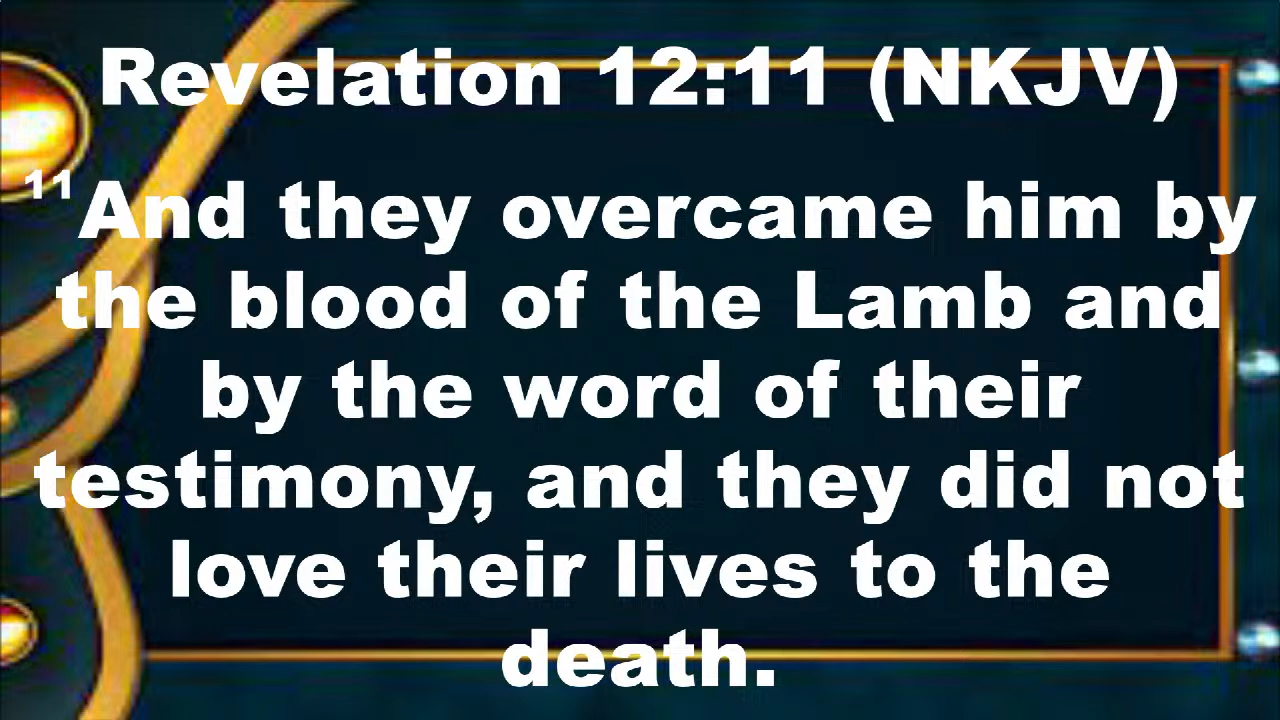 Revelation 12:11 (NKJV)
11And they overcame him by
the blood of the Lamb and
by the word of their
testimony, and they did not
love their lives to the
death.